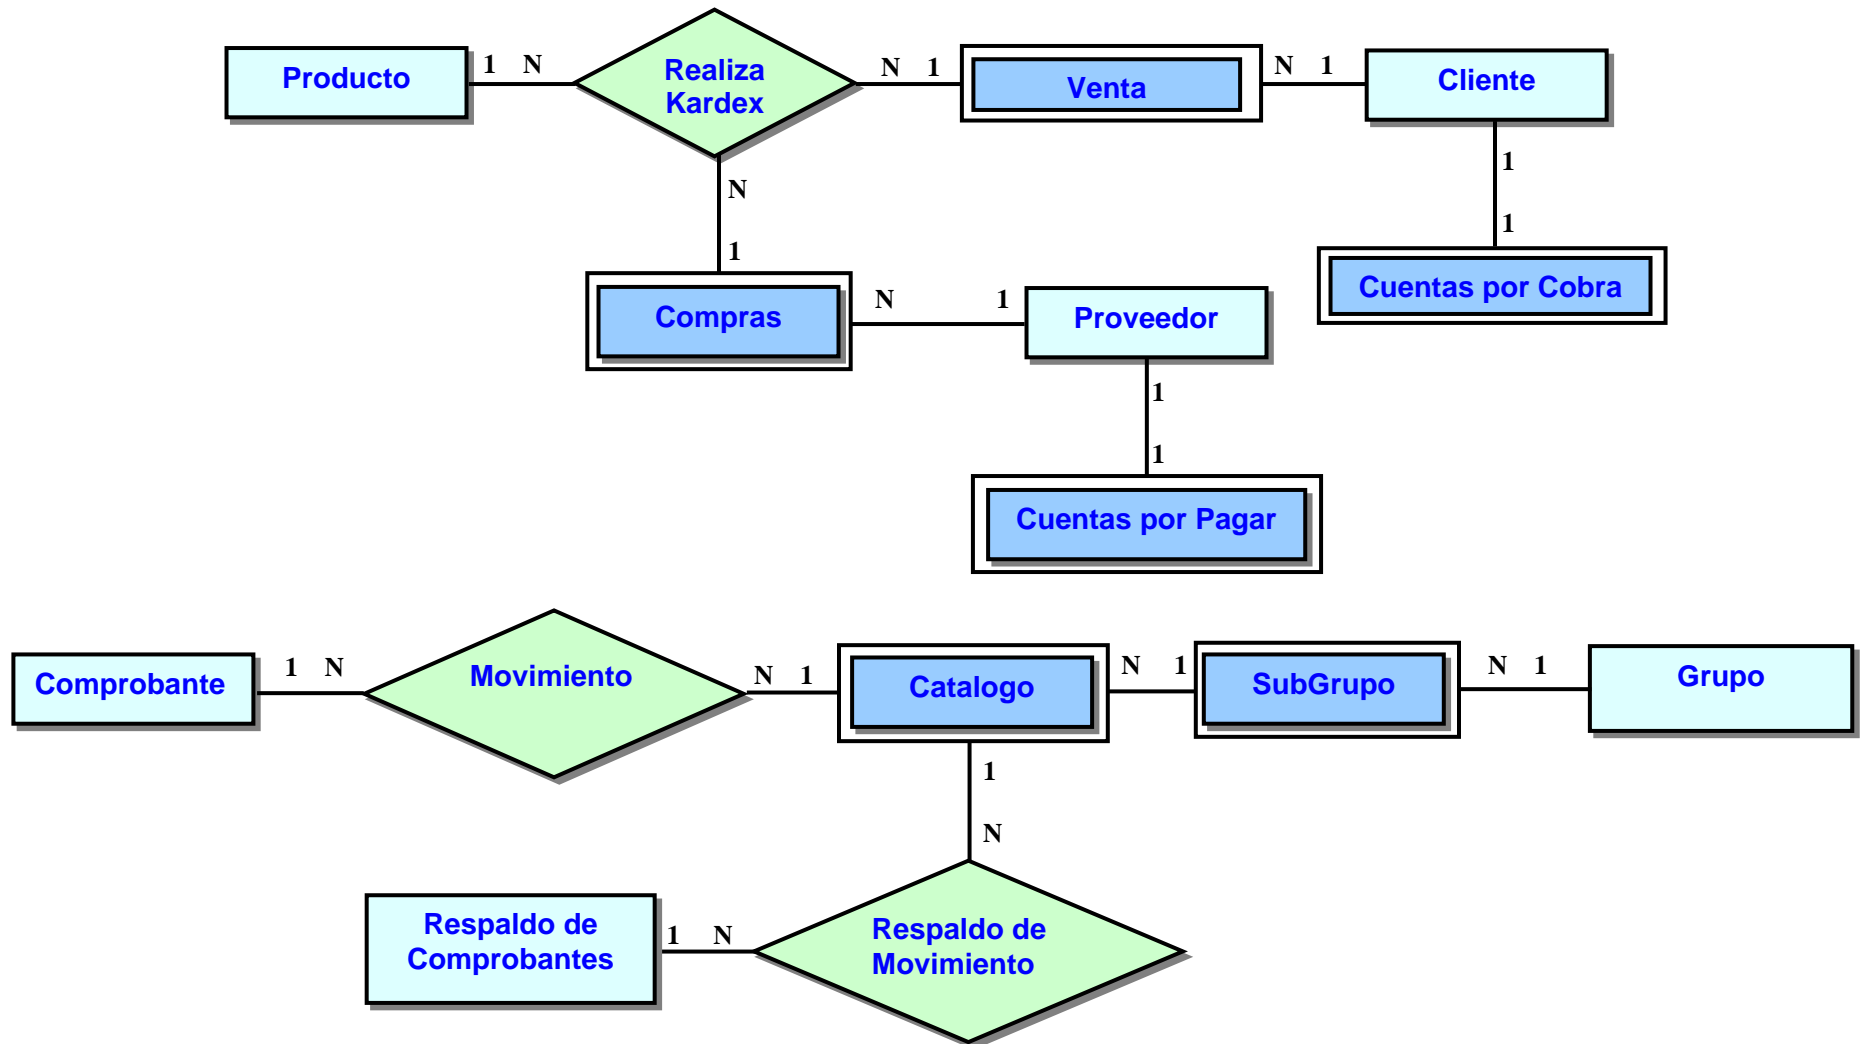 Producto
1 N
Realiza
Kardex
N 1
Venta
N 1
Cliente
1
1
Cuentas por Cobra
N
1
Compras
N 1
Proveedor
1
1
Cuentas por Pagar
Comprobante
1 N
Movimiento
N 1
Catalogo
N 1
SubGrupo
N 1
Grupo
1
N
Respaldo de
Comprobantes
1 N
Respaldo de
Movimiento